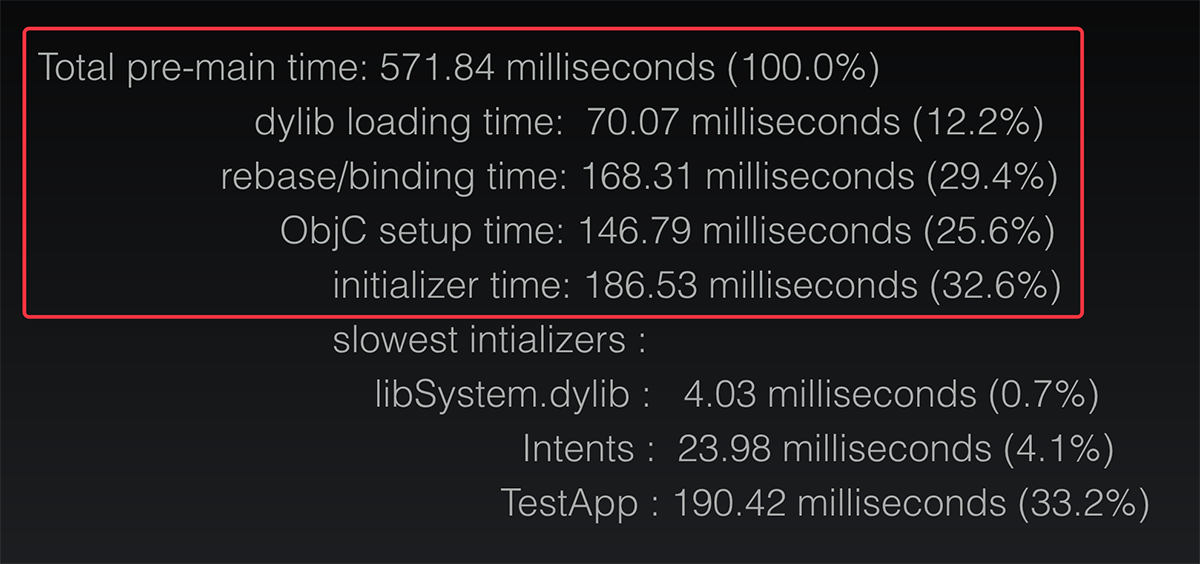 Total pre-main time: 571.84 milliseconds (100.0%)
dylib loading time: 70.07 milliseconds (12.2%)
rebase/binding time: 168.31 milliseconds (29.4%)
ObjC setup time: 146.79 milliseconds (25.6%)
initializer time: 186.53 milliseconds (32.6%)
slowest intializers :
libSystem.dylib : 4.03 milliseconds (0.7%)
Intents : 23.98 milliseconds (4.1%)
TestApp : 190.42 milliseconds (33.2%)